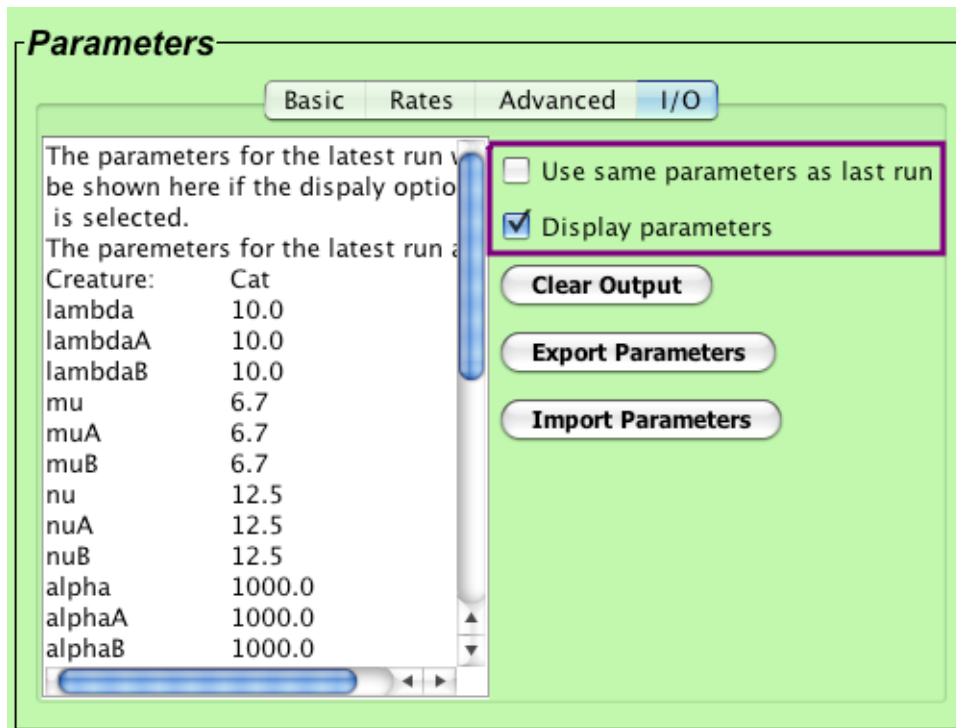 Parameters
Basic Rates Advanced I/O
The parameters for the latest run
be shown here if the dispaly optio
is selected.
The paremeters for the latest run
Creature: Cat
lambda 10.0
lambdaA 10.0
lambdaB 10.0
mu 6.7
muA 6.7
muB 6.7
nu 12.5
nuA 12.5
nuB 12.5
alpha 1000.0
alphaA 1000.0
alphaB 1000.0
Use same parameters as last run
Display parameters
Clear Output
Export Parameters
Import Parameters